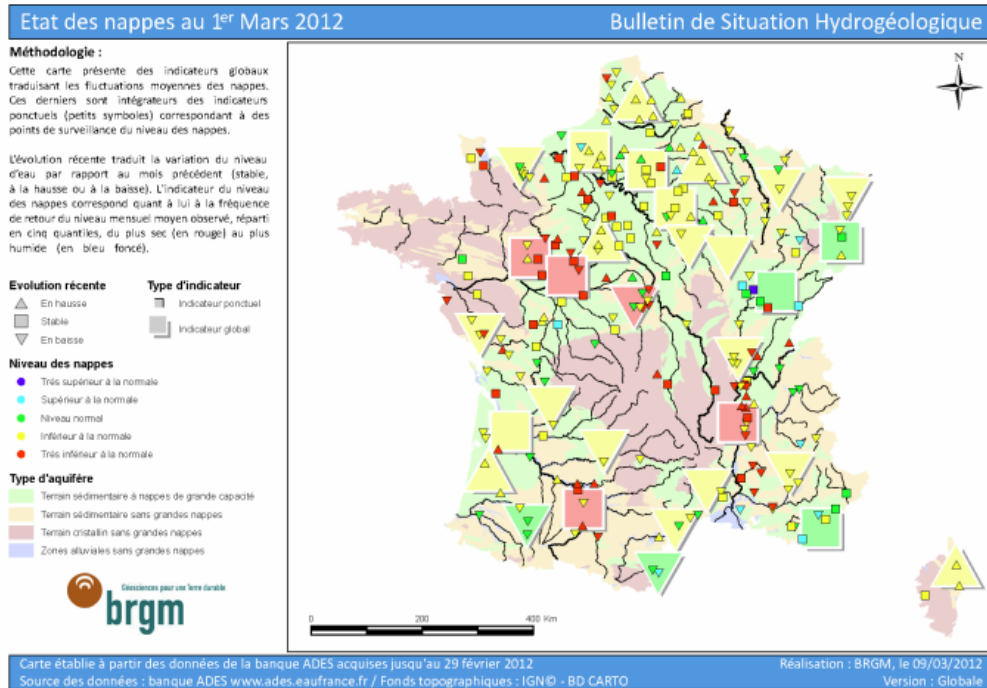 Etat des nappes au 1er Mars 2012
Bulletin de Situation Hydrogéologique
Méthodologie :
Cette carte présente des indicateurs globaux
traduisant les fluctuations moyennes des nappes.
Ces derniers sont intégrateurs des indicateurs
ponctuels (petits symboles) correspondant à des
points de surveillance du niveau des nappes.
L'évolution récente traduit la variation du niveau
d'eau par rapport au mois précédent (stable,
à la hausse ou à la baisse). L'indicateur du niveau
des nappes correspond quant à lui à la fréquence
de retour du niveau mensuel moyen observé, réparti
en cinq quantiles, du plus sec (en rouge) au plus
humide (en bleu foncé).
Evolution récente
En hausse
Stable
En baisse
Type d'indicateur
Indicateur ponctuel
Indicateur global
Niveau des nappes
Trés supérieur à la normale
Supérieur à la normale
Niveau normal
Inférieur à la normale
Trés inférieur à la normale
Type d'aquifère
Terrain sédimentaire à nappes de grande capacité
Terrain sédimentaire sans grandes nappes
Terrain cristallin sans grandes nappes
Zones alluviales sans grandes nappes
Géosciences pour une Terre durable
brgm
N
0 200 400 Km
Carte établie à partir des données de la banque ADES acquises jusqu'au 29 février 2012
Source des données : banque ADES www.ades.eaufrance.fr / Fonds topographiques : IGN© - BD CARTO
Réalisation : BRGM, le 09/03/2012
Version : Globale